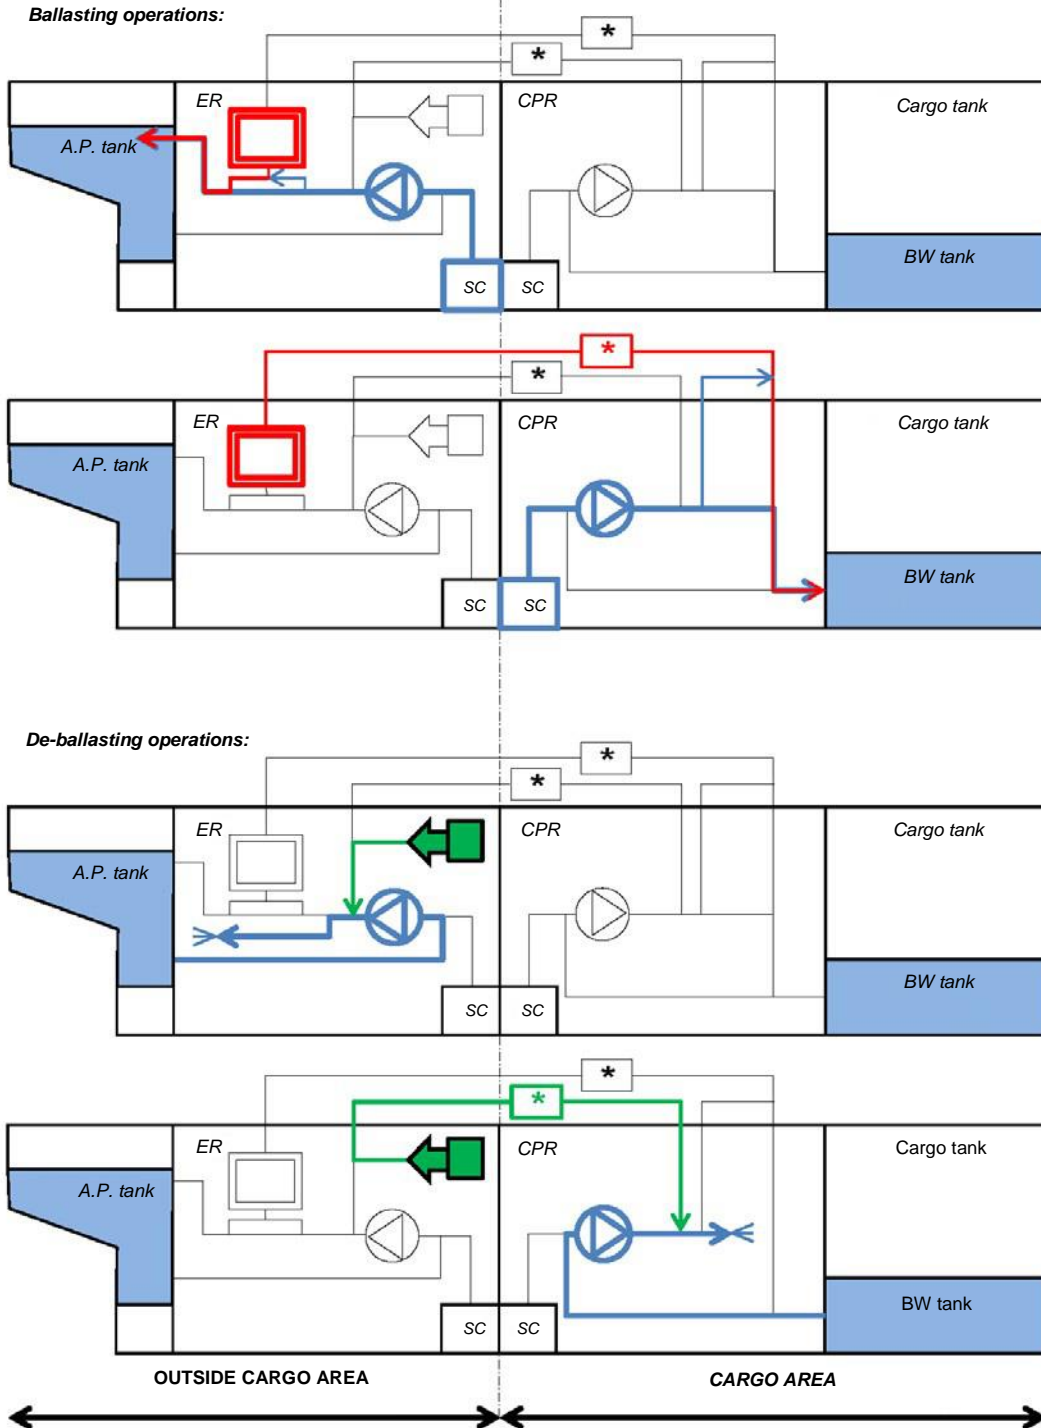 Ballasting operations:
*
*
ER
CPR
Cargo tank
A.P. tank
BW tank
SC
SC
*
*
ER
CPR
Cargo tank
A.P. tank
BW tank
SC
SC
De-ballasting operations:
*
*
ER
CPR
Cargo tank
A.P. tank
BW tank
SC
SC
*
*
ER
CPR
Cargo tank
A.P. tank
BW tank
SC
SC
OUTSIDE CARGO AREA
CARGO AREA